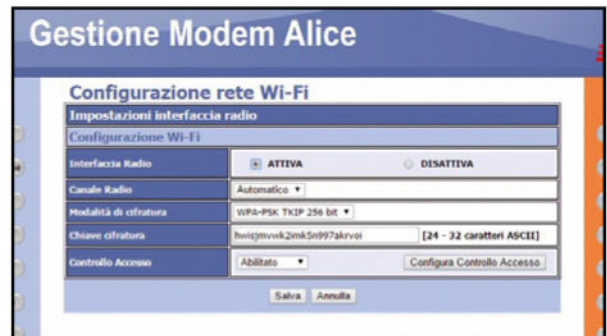 Gestione Modem Alice
Configurazione rete Wi-Fi
Impostazioni interfaccia radio
Configurazione Wi-Fi
Interfaccia Radio ATTIVA DISATTIVA
Canale Radio Automatico
Modalità di cifratura WPA-PSK TKIP 256 bit
Chiave cifratura hwisjmvwk2imk5n997akrvoi [24 - 32 caratteri ASCII]
Controllo Accesso Abilitato Configura Controllo Accesso
Salva Annulla